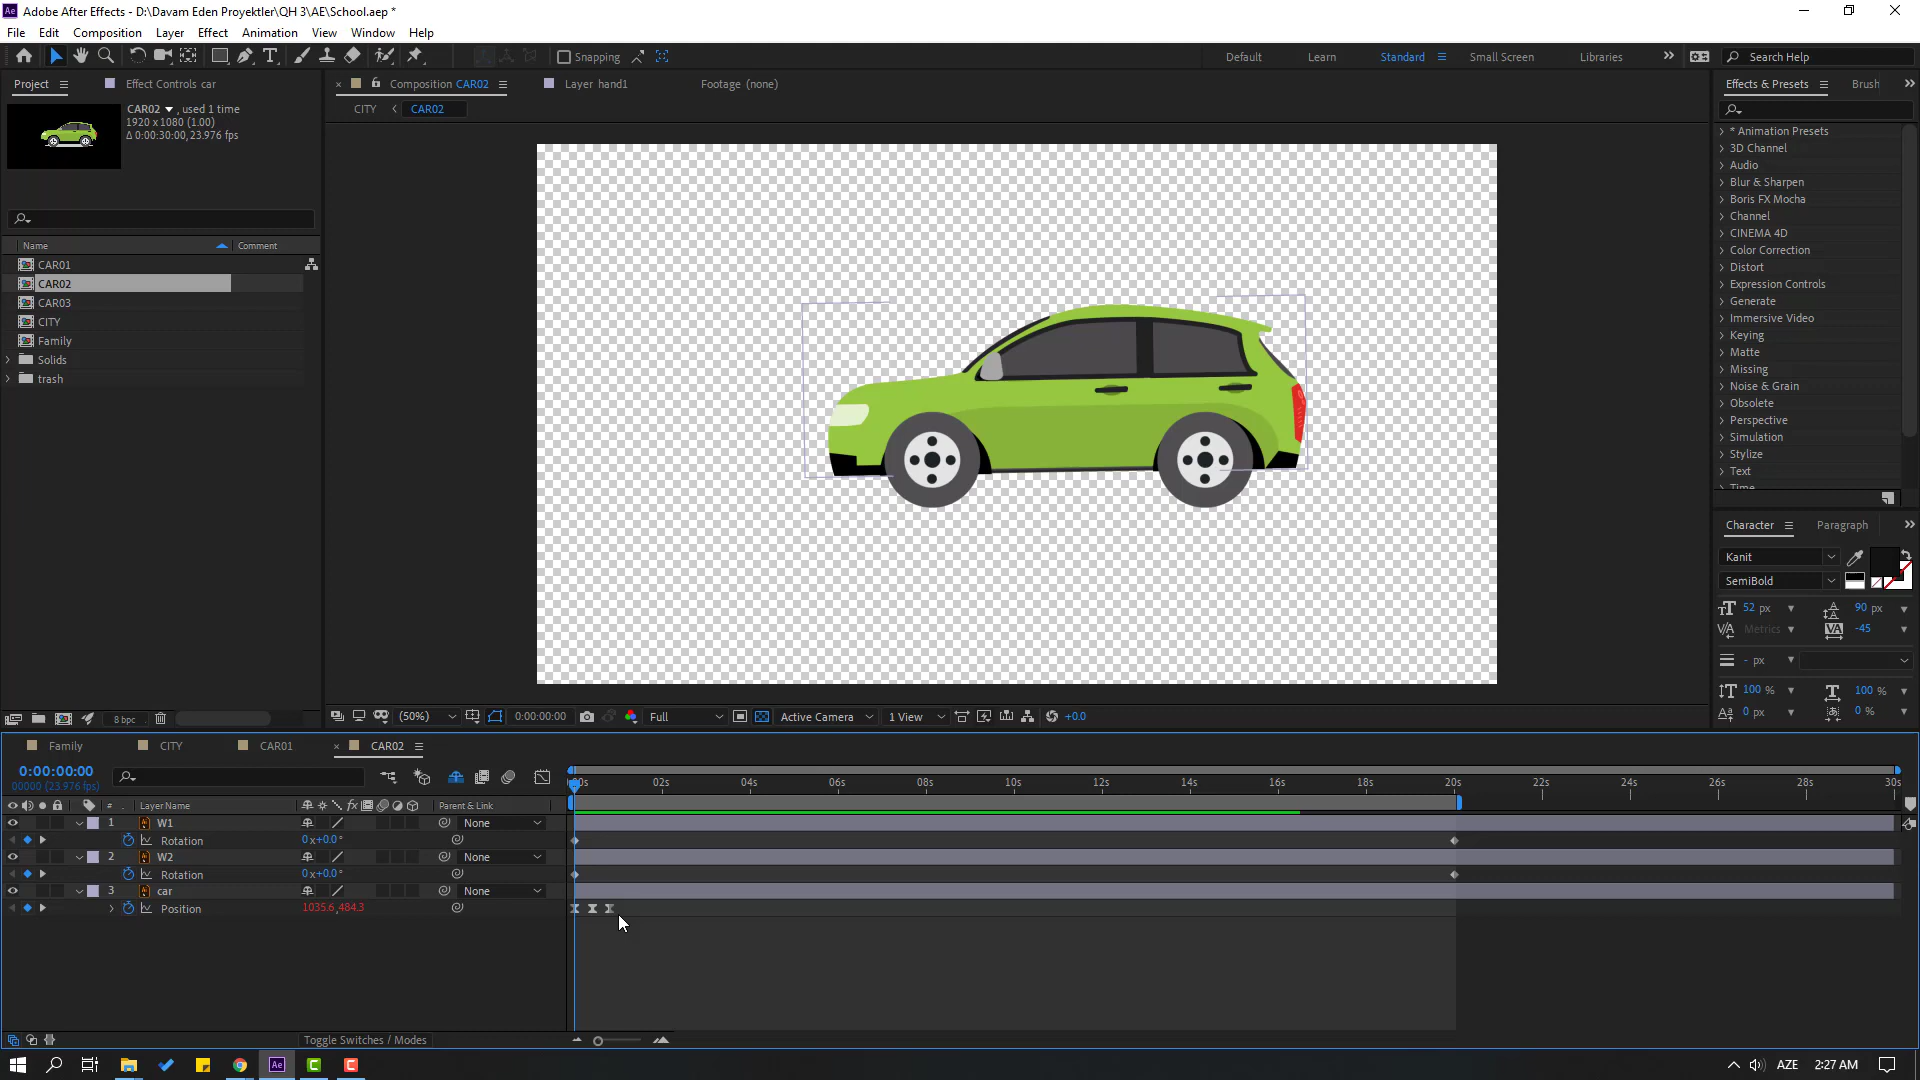 Adobe After Effects - D:\Davam Eden Proyektler\QH 3\AE\School.aep *
File Edit Composition Layer Effect Animation View Window Help
Snapping Default Learn Standard Small Screen Libraries Search Help
Project Effect Controls car
CAR02 , used 1 time
1920 x 1080 (1.00)
Δ 0:00:30:00, 23.976 fps
Name Comment
CAR01
CAR02
CAR03
CITY
Family
Solids
trash
8 bpc
Composition CAR02 Layer hand1 Footage (none)
CITY CAR02
(50%) 0:00:00:00 Full Active Camera 1 View +0.0
Effects & Presets Brush
* Animation Presets
3D Channel
Audio
Blur & Sharpen
Boris FX Mocha
Channel
CINEMA 4D
Color Correction
Distort
Expression Controls
Generate
Immersive Video
Keying
Matte
Missing
Noise & Grain
Obsolete
Perspective
Simulation
Stylize
Text
Time
Character Paragraph
Kanit
SemiBold
52 px 90 px
Metrics -45
- px
100 % 100 %
0 px 0 %
Family CITY CAR01 CAR02
0:00:00:00
00000 (23.976 fps)
:00s 02s 04s 06s 08s 10s 12s 14s 16s 18s 20s 22s 24s 26s 28s 30s
# Layer Name Parent & Link
1 W1 None
Rotation 0x+0.0°
2 W2 None
Rotation 0x+0.0°
3 car None
Position 1035.6,484.3
Toggle Switches / Modes
AZE 2:27 AM